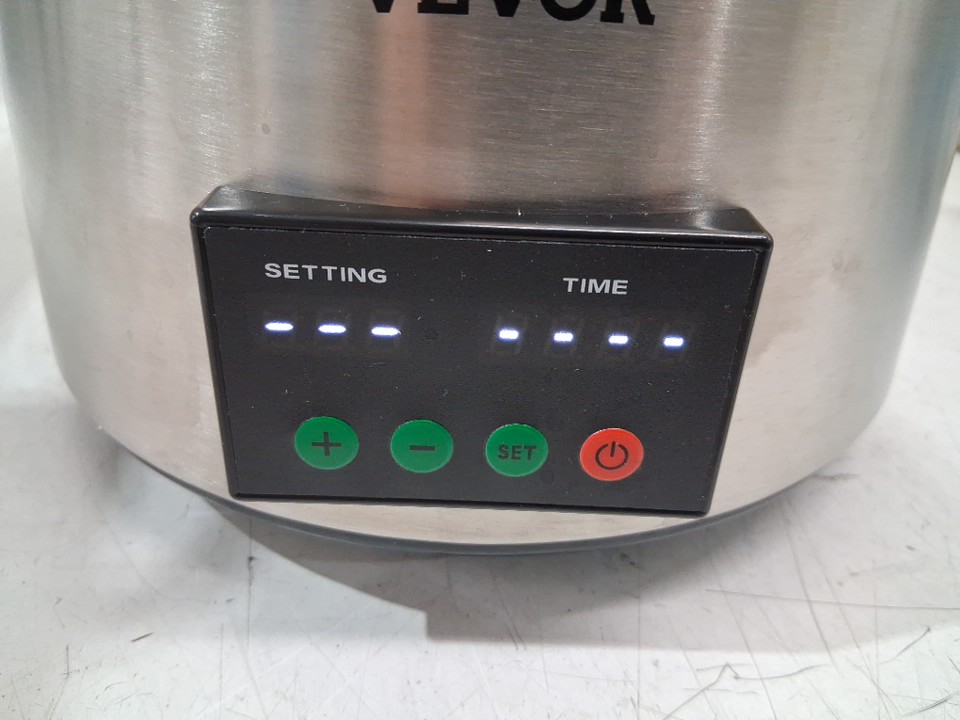 VEVOR
SETTING TIME
--- ----
+ - SET